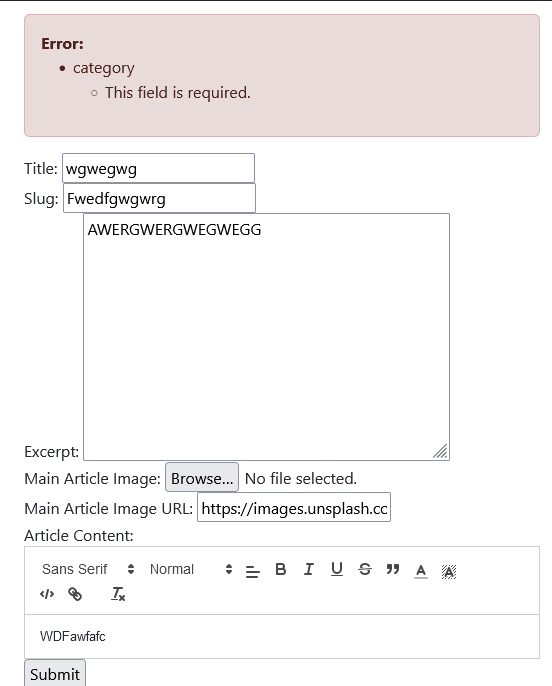 Error:
category
This field is required.
Title: wgwegwg
Slug: Fwedfgwgwrg
AWERGWERGWEGWEGG
Excerpt:
Main Article Image: Browse... No file selected.
Main Article Image URL: https://images.unsplash.cc
Article Content:
Sans Serif Normal B I U S ” A A
</> Tx
WDFawfafc
Submit